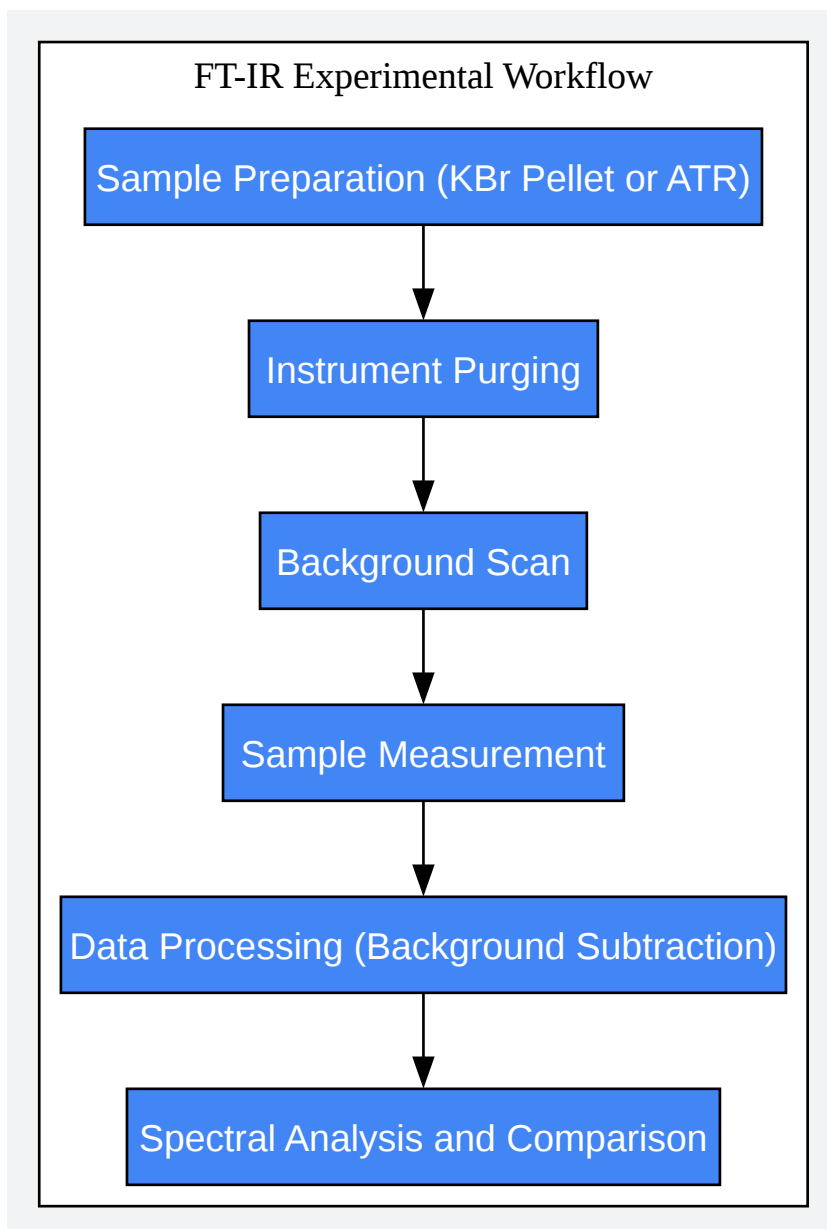 FT-IR Experimental Workflow
Sample Preparation (KBr Pellet or ATR)
Instrument Purging
Background Scan
Sample Measurement
Data Processing (Background Subtraction)
Spectral Analysis and Comparison